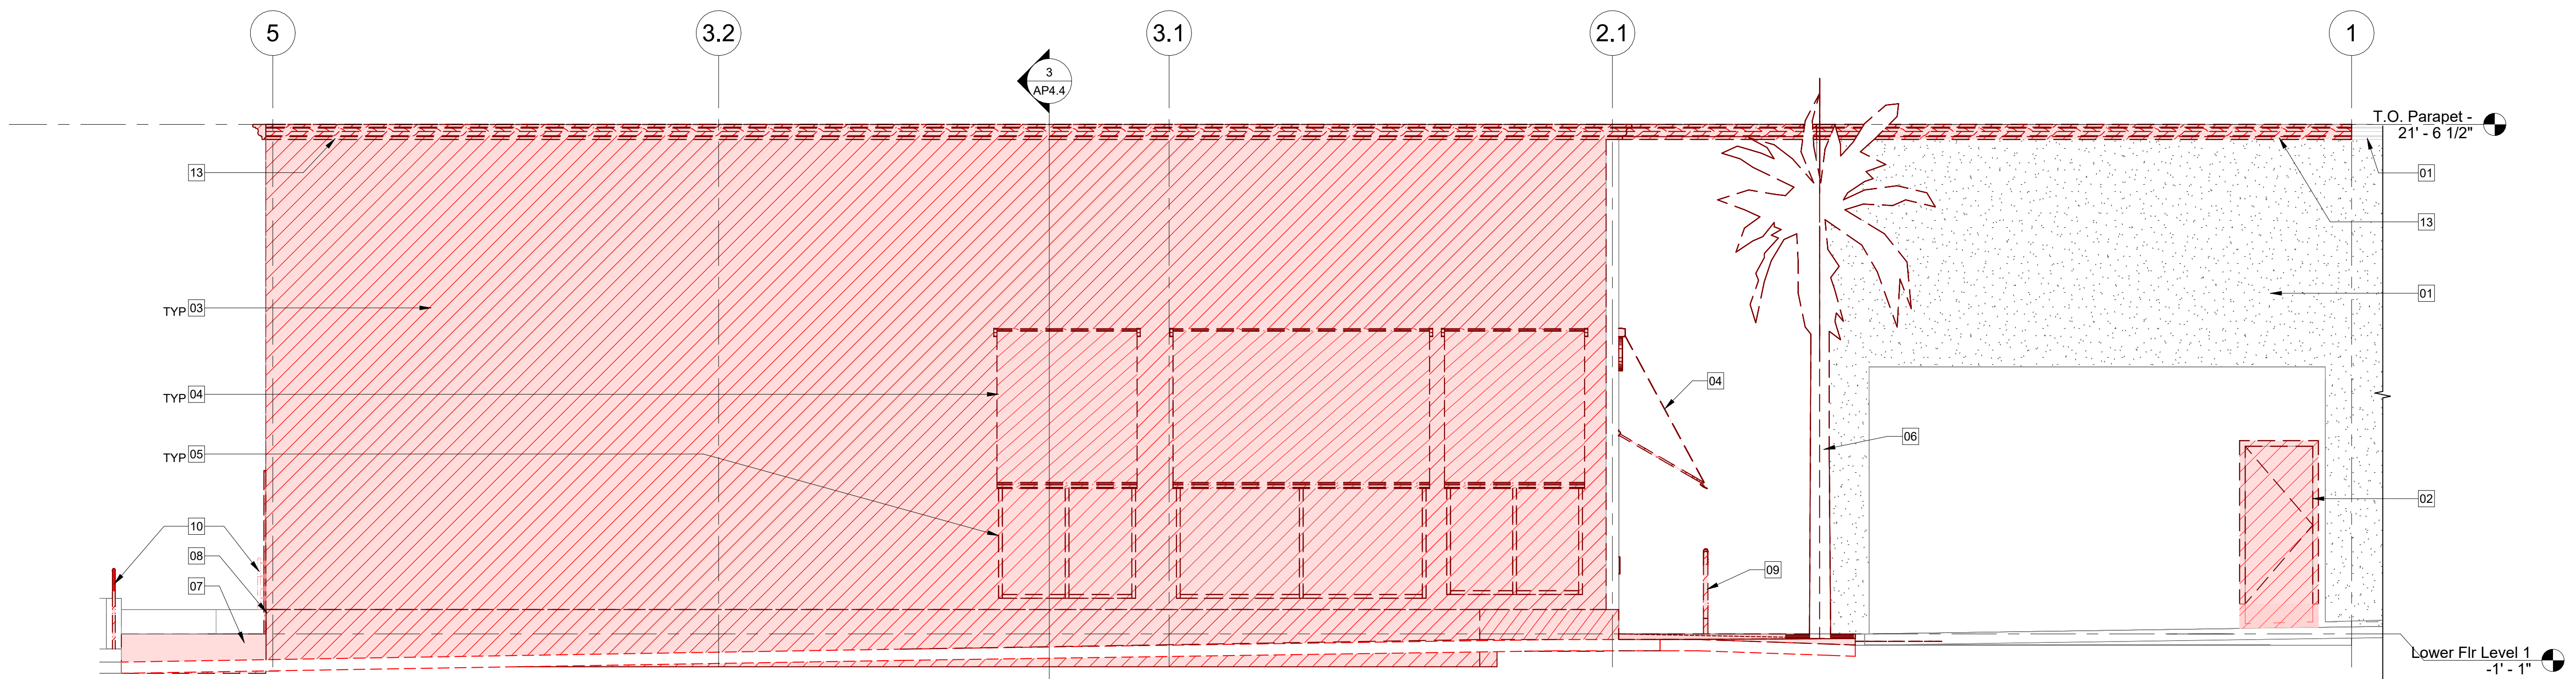 5
3.2
3.1
2.1
1
3
AP4.4
T.O. Parapet -
21' - 6 1/2"
13
01
13
TYP 03
01
TYP 04
04
06
TYP 05
02
10
08
09
07
Lower Flr Level 1
-1' - 1"